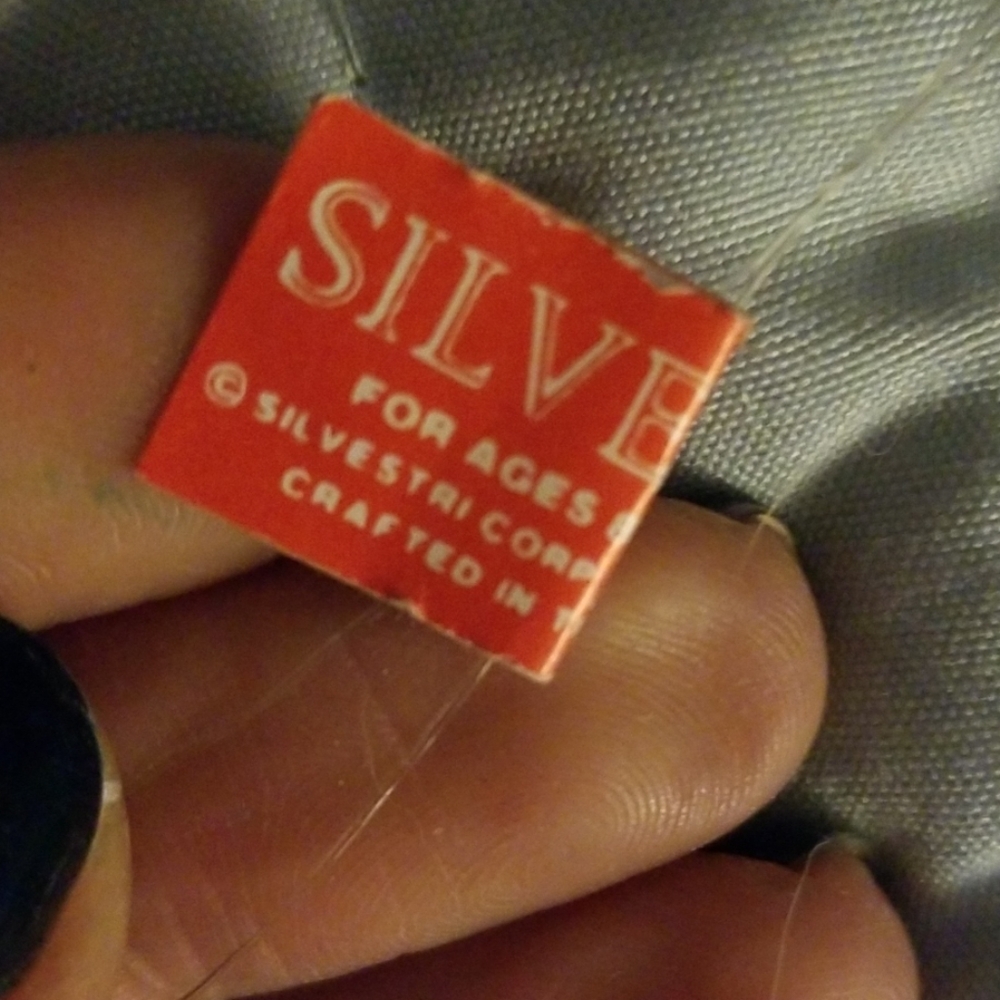 SILVE
FOR AGES
© SILVESTRI CORP
CRAFTED IN T